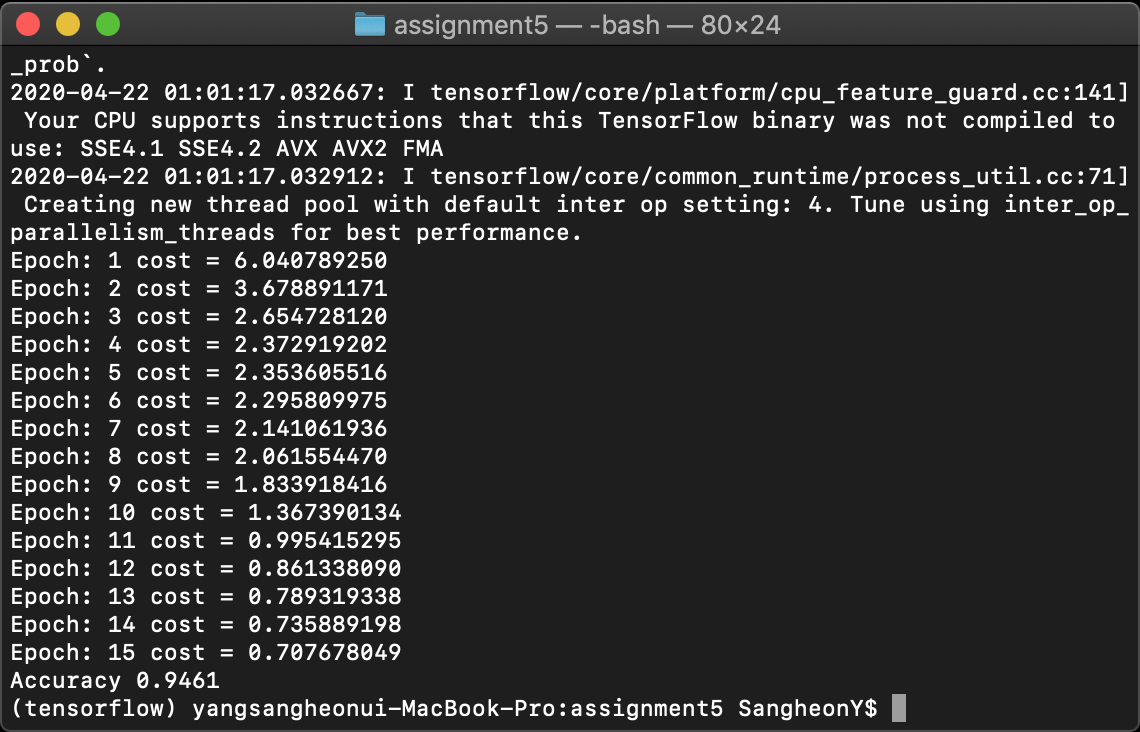 assignment5 — -bash — 80×24
_prob`.
2020-04-22 01:01:17.032667: I tensorflow/core/platform/cpu_feature_guard.cc:141]
 Your CPU supports instructions that this TensorFlow binary was not compiled to
use: SSE4.1 SSE4.2 AVX AVX2 FMA
2020-04-22 01:01:17.032912: I tensorflow/core/common_runtime/process_util.cc:71]
 Creating new thread pool with default inter op setting: 4. Tune using inter_op_
parallelism_threads for best performance.
Epoch: 1 cost = 6.040789250
Epoch: 2 cost = 3.678891171
Epoch: 3 cost = 2.654728120
Epoch: 4 cost = 2.372919202
Epoch: 5 cost = 2.353605516
Epoch: 6 cost = 2.295809975
Epoch: 7 cost = 2.141061936
Epoch: 8 cost = 2.061554470
Epoch: 9 cost = 1.833918416
Epoch: 10 cost = 1.367390134
Epoch: 11 cost = 0.995415295
Epoch: 12 cost = 0.861338090
Epoch: 13 cost = 0.789319338
Epoch: 14 cost = 0.735889198
Epoch: 15 cost = 0.707678049
Accuracy 0.9461
(tensorflow) yangsangheonui-MacBook-Pro:assignment5 SangheonY$